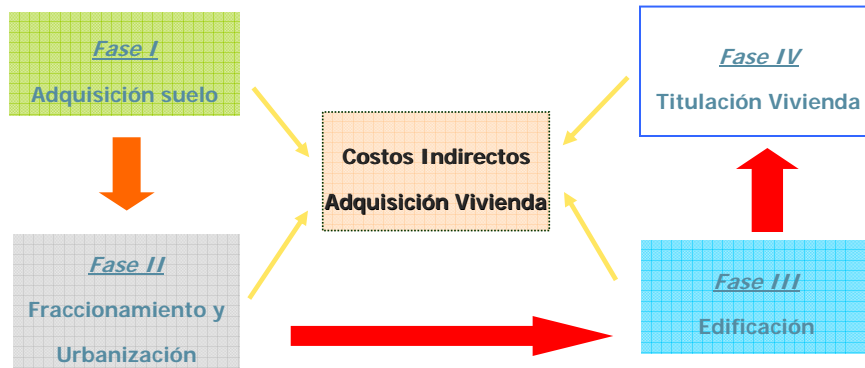 Fase I
Adquisición suelo
Fase II
Fraccionamiento y
Urbanización
Costos Indirectos
Adquisición Vivienda
Fase III
Edificación
Fase IV
Titulación Vivienda